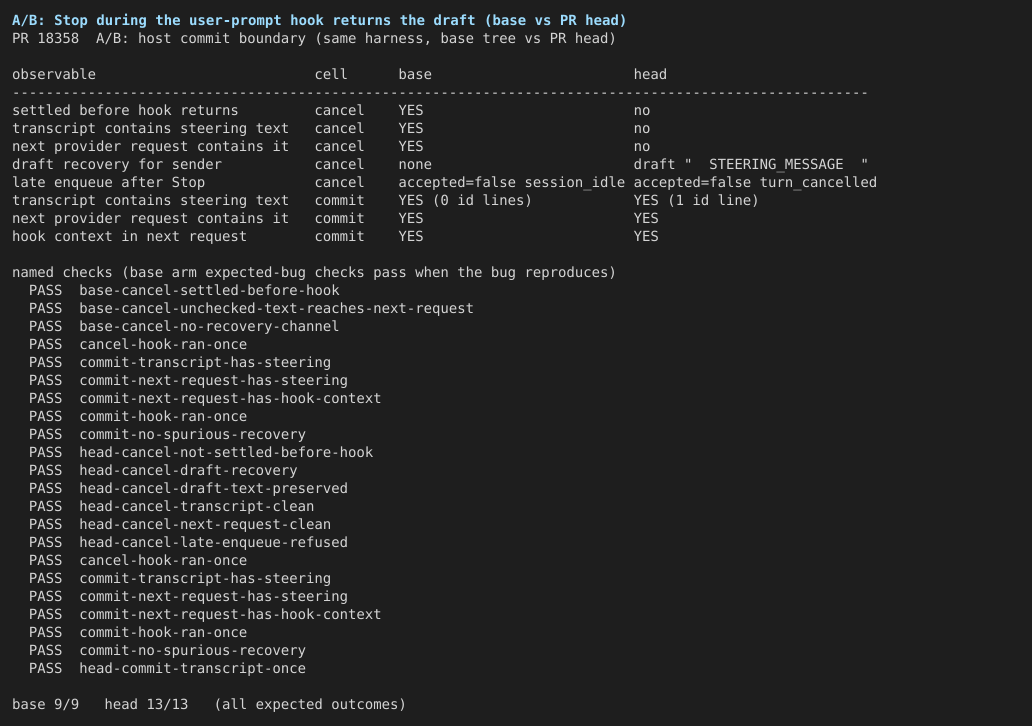 A/B: Stop during the user-prompt hook returns the draft (base vs PR head)
PR 18358  A/B: host commit boundary (same harness, base tree vs PR head)
observable                          cell      base                        head
------------------------------------------------------------------------------------------------------
settled before hook returns         cancel    YES                         no
transcript contains steering text   cancel    YES                         no
next provider request contains it   cancel    YES                         no
draft recovery for sender           cancel    none                        draft "  STEERING_MESSAGE  "
late enqueue after Stop             cancel    accepted=false session_idle accepted=false turn_cancelled
transcript contains steering text   commit    YES (0 id lines)            YES (1 id line)
next provider request contains it   commit    YES                         YES
hook context in next request        commit    YES                         YES
named checks (base arm expected-bug checks pass when the bug reproduces)
  PASS  base-cancel-settled-before-hook
  PASS  base-cancel-unchecked-text-reaches-next-request
  PASS  base-cancel-no-recovery-channel
  PASS  cancel-hook-ran-once
  PASS  commit-transcript-has-steering
  PASS  commit-next-request-has-steering
  PASS  commit-next-request-has-hook-context
  PASS  commit-hook-ran-once
  PASS  commit-no-spurious-recovery
  PASS  head-cancel-not-settled-before-hook
  PASS  head-cancel-draft-recovery
  PASS  head-cancel-draft-text-preserved
  PASS  head-cancel-transcript-clean
  PASS  head-cancel-next-request-clean
  PASS  head-cancel-late-enqueue-refused
  PASS  cancel-hook-ran-once
  PASS  commit-transcript-has-steering
  PASS  commit-next-request-has-steering
  PASS  commit-next-request-has-hook-context
  PASS  commit-hook-ran-once
  PASS  commit-no-spurious-recovery
  PASS  head-commit-transcript-once
base 9/9   head 13/13   (all expected outcomes)